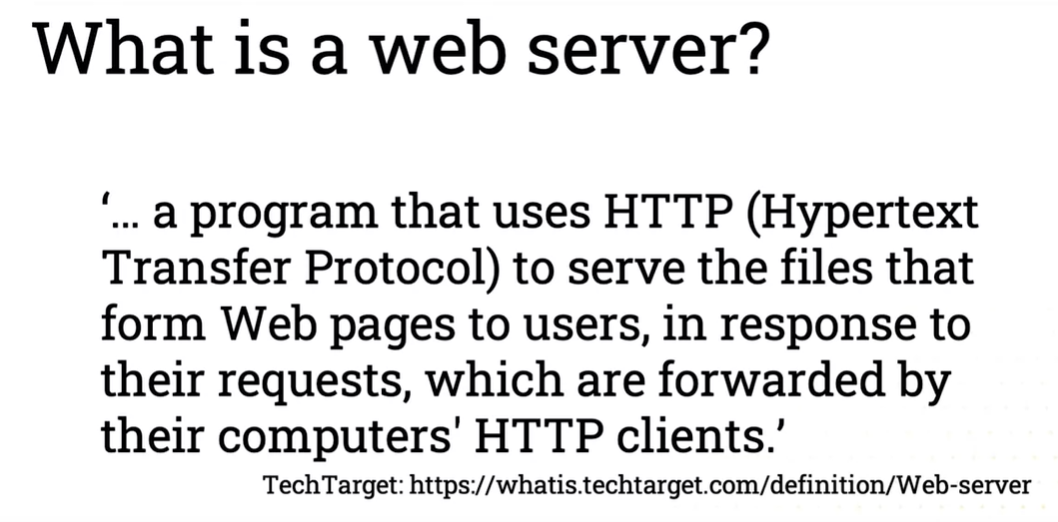 What is a web server?
‘... a program that uses HTTP (Hypertext
Transfer Protocol) to serve the files that
form Web pages to users, in response to
their requests, which are forwarded by
their computers' HTTP clients.’
TechTarget: https://whatis.techtarget.com/definition/Web-server